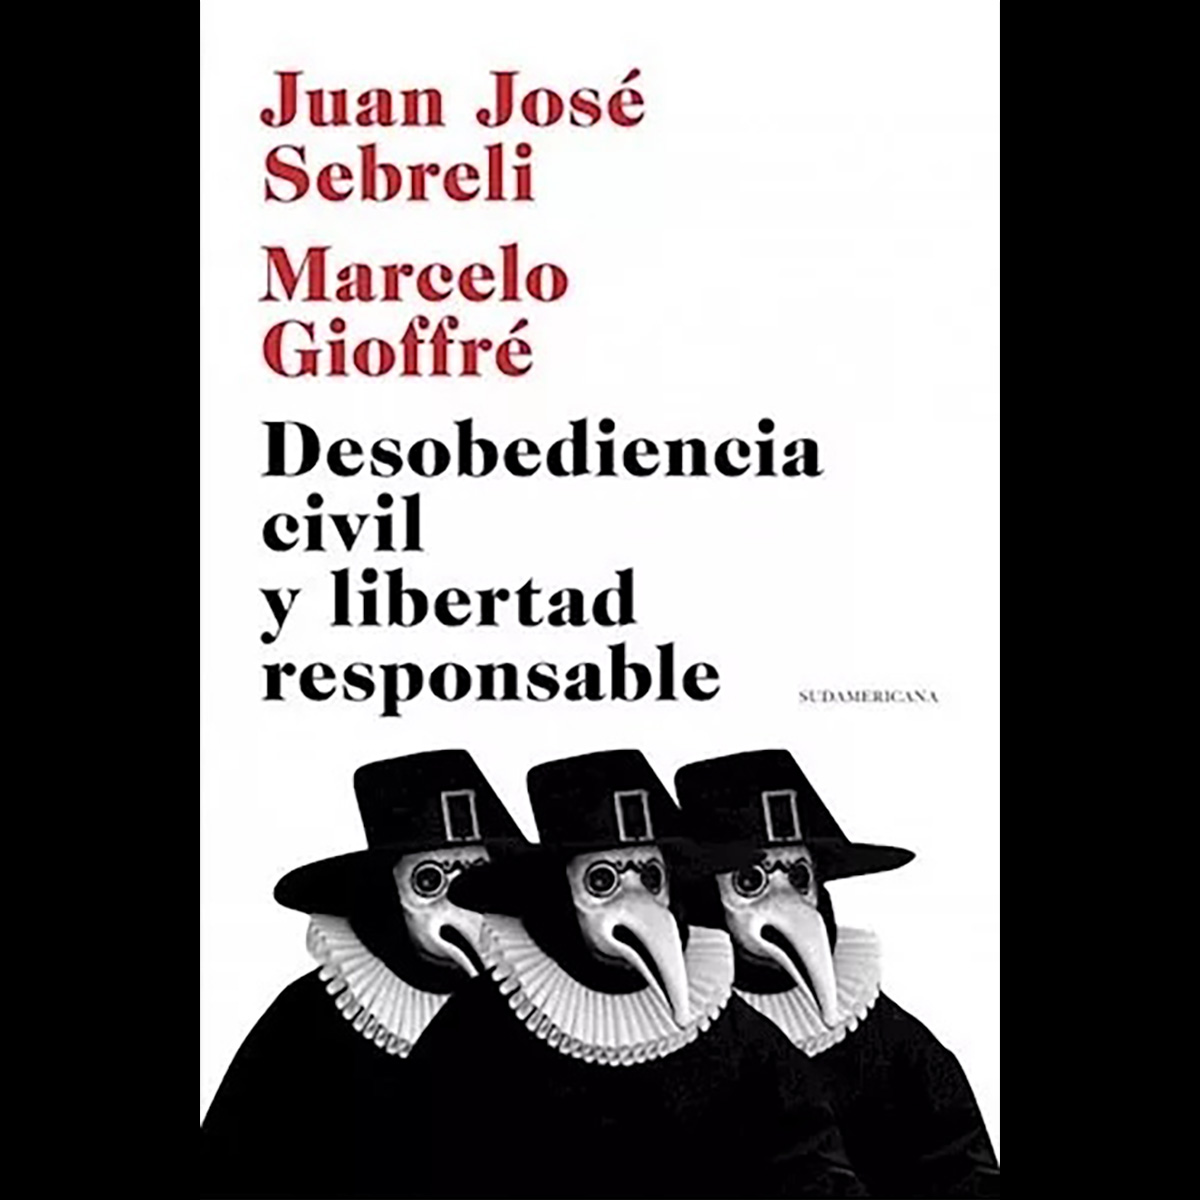 Juan José
Sebreli
Marcelo
Gioffré
Desobediencia
civil
y libertad
responsable
SUDAMERICANA